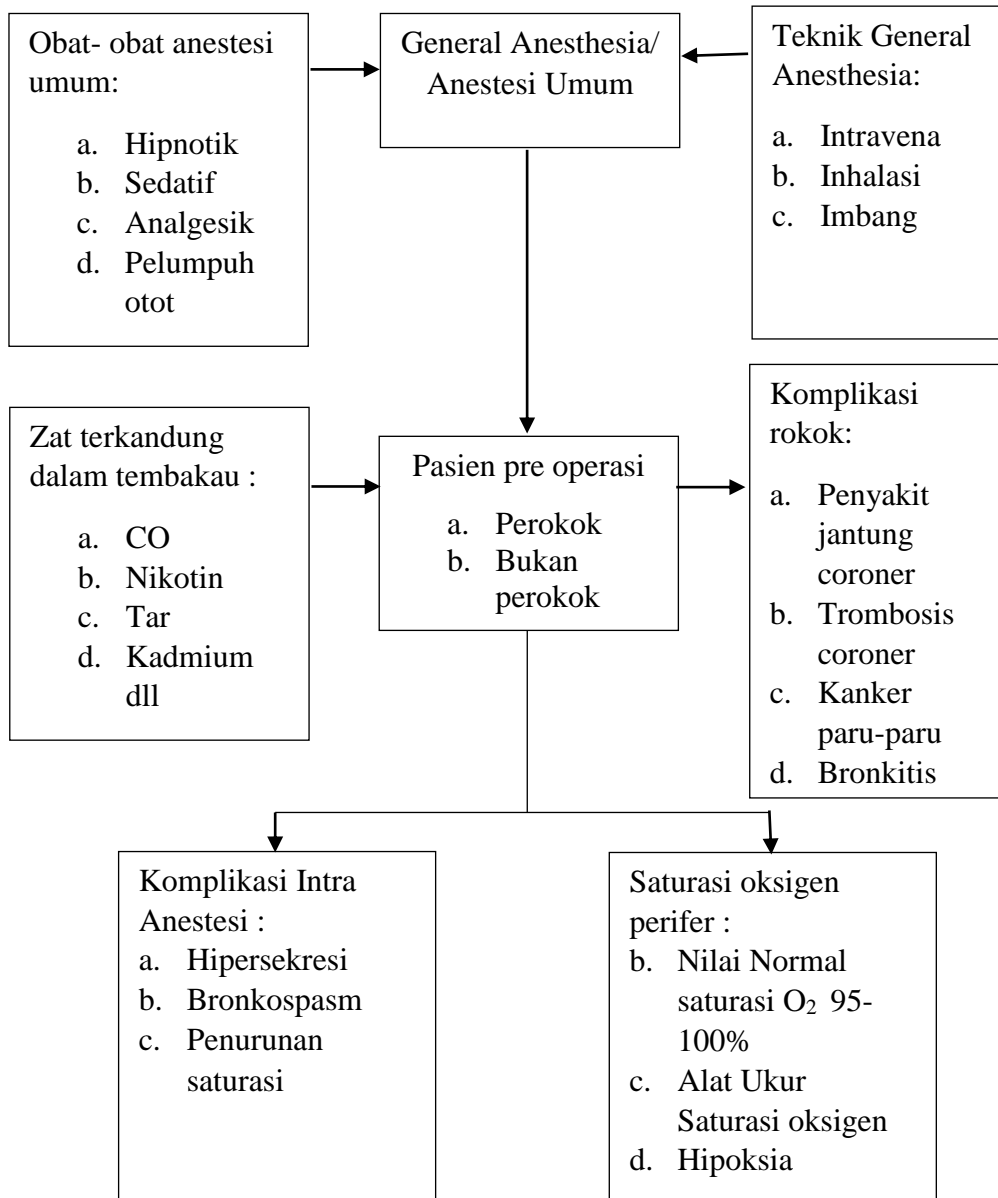 Obat- obat anestesi
umum:
a. Hipnotik
b. Sedatif
c. Analgesik
d. Pelumpuh
otot
General Anesthesia/
Anestesi Umum
Teknik General
Anesthesia:
a. Intravena
b. Inhalasi
c. Imbang
Zat terkandung
dalam tembakau :
a. CO
b. Nikotin
c. Tar
d. Kadmium
dll
Pasien pre operasi
a. Perokok
b. Bukan
perokok
Komplikasi
rokok:
a. Penyakit
jantung
coroner
b. Trombosis
coroner
c. Kanker
paru-paru
d. Bronkitis
Komplikasi Intra
Anestesi :
a. Hipersekresi
b. Bronkospasm
c. Penurunan
saturasi
Saturasi oksigen
perifer :
b. Nilai Normal
saturasi O₂ 95-
100%
c. Alat Ukur
Saturasi oksigen
d. Hipoksia